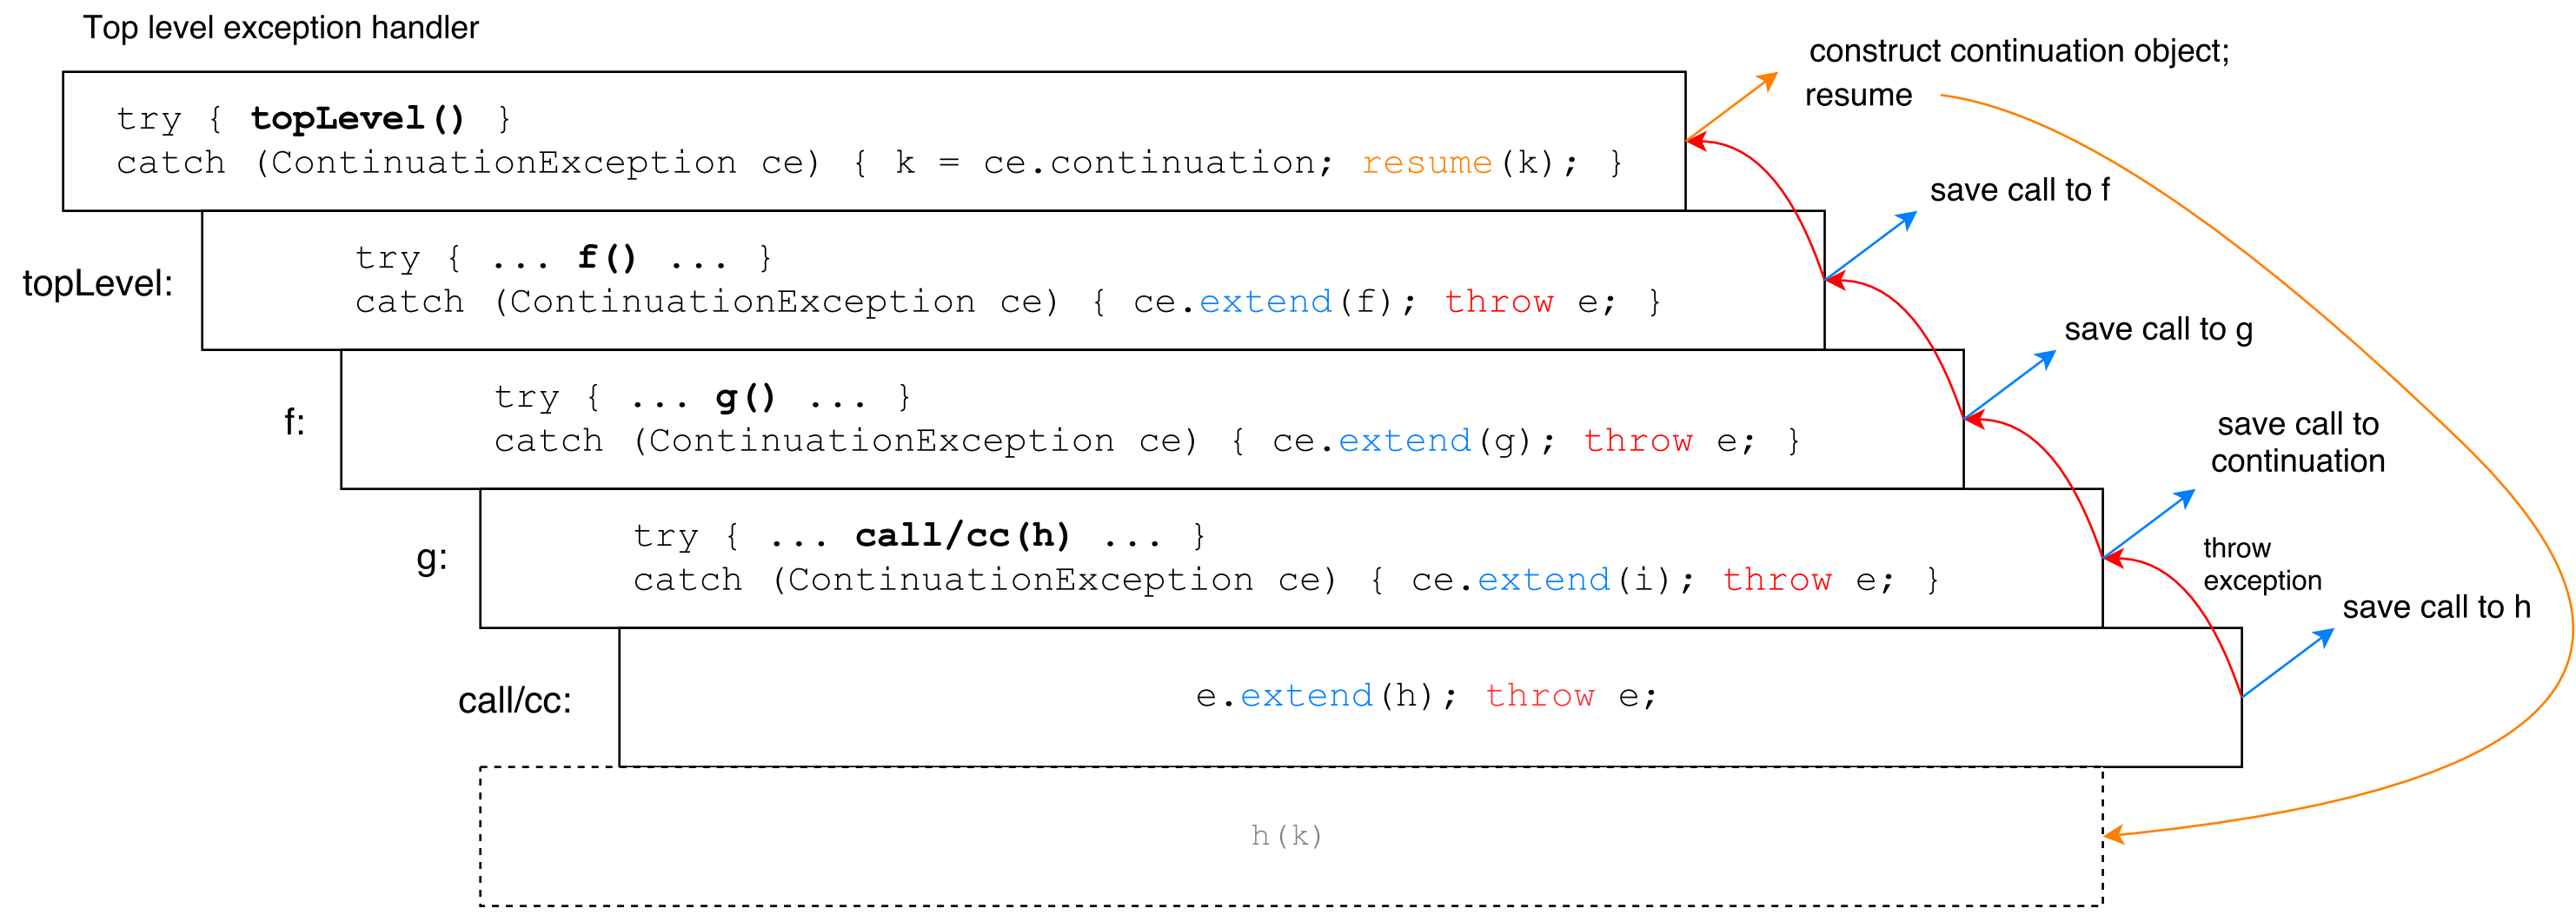 Top level exception handler
construct continuation object;
resume
try { topLevel() }
catch (ContinuationException ce) { k = ce.continuation; resume(k); }
save call to f
topLevel:
try { ... f() ... }
catch (ContinuationException ce) { ce.extend(f); throw e; }
save call to g
f:
try { ... g() ... }
catch (ContinuationException ce) { ce.extend(g); throw e; }
save call to
continuation
g:
try { ... call/cc(h) ... }
catch (ContinuationException ce) { ce.extend(i); throw e; }
throw
exception
save call to h
call/cc:
e.extend(h); throw e;
h(k)